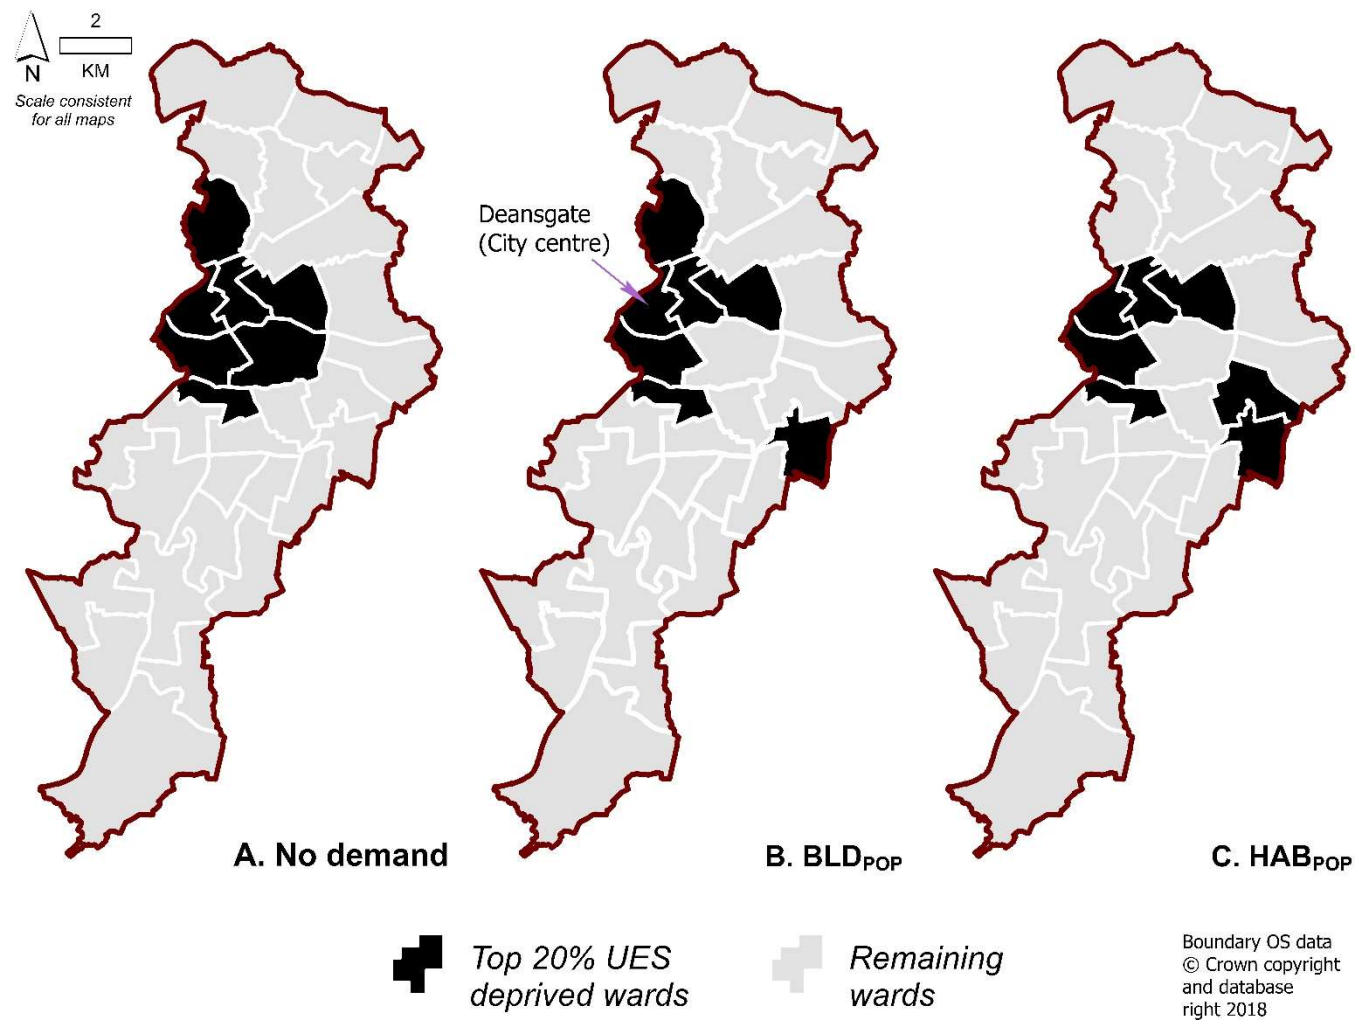 2
N
KM
Scale consistent
for all maps
Deansgate
(City centre)
A. No demand
B. BLDPOP
C. HABPOP
Top 20% UES
deprived wards
Remaining
wards
Boundary OS data
© Crown copyright
and database
right 2018